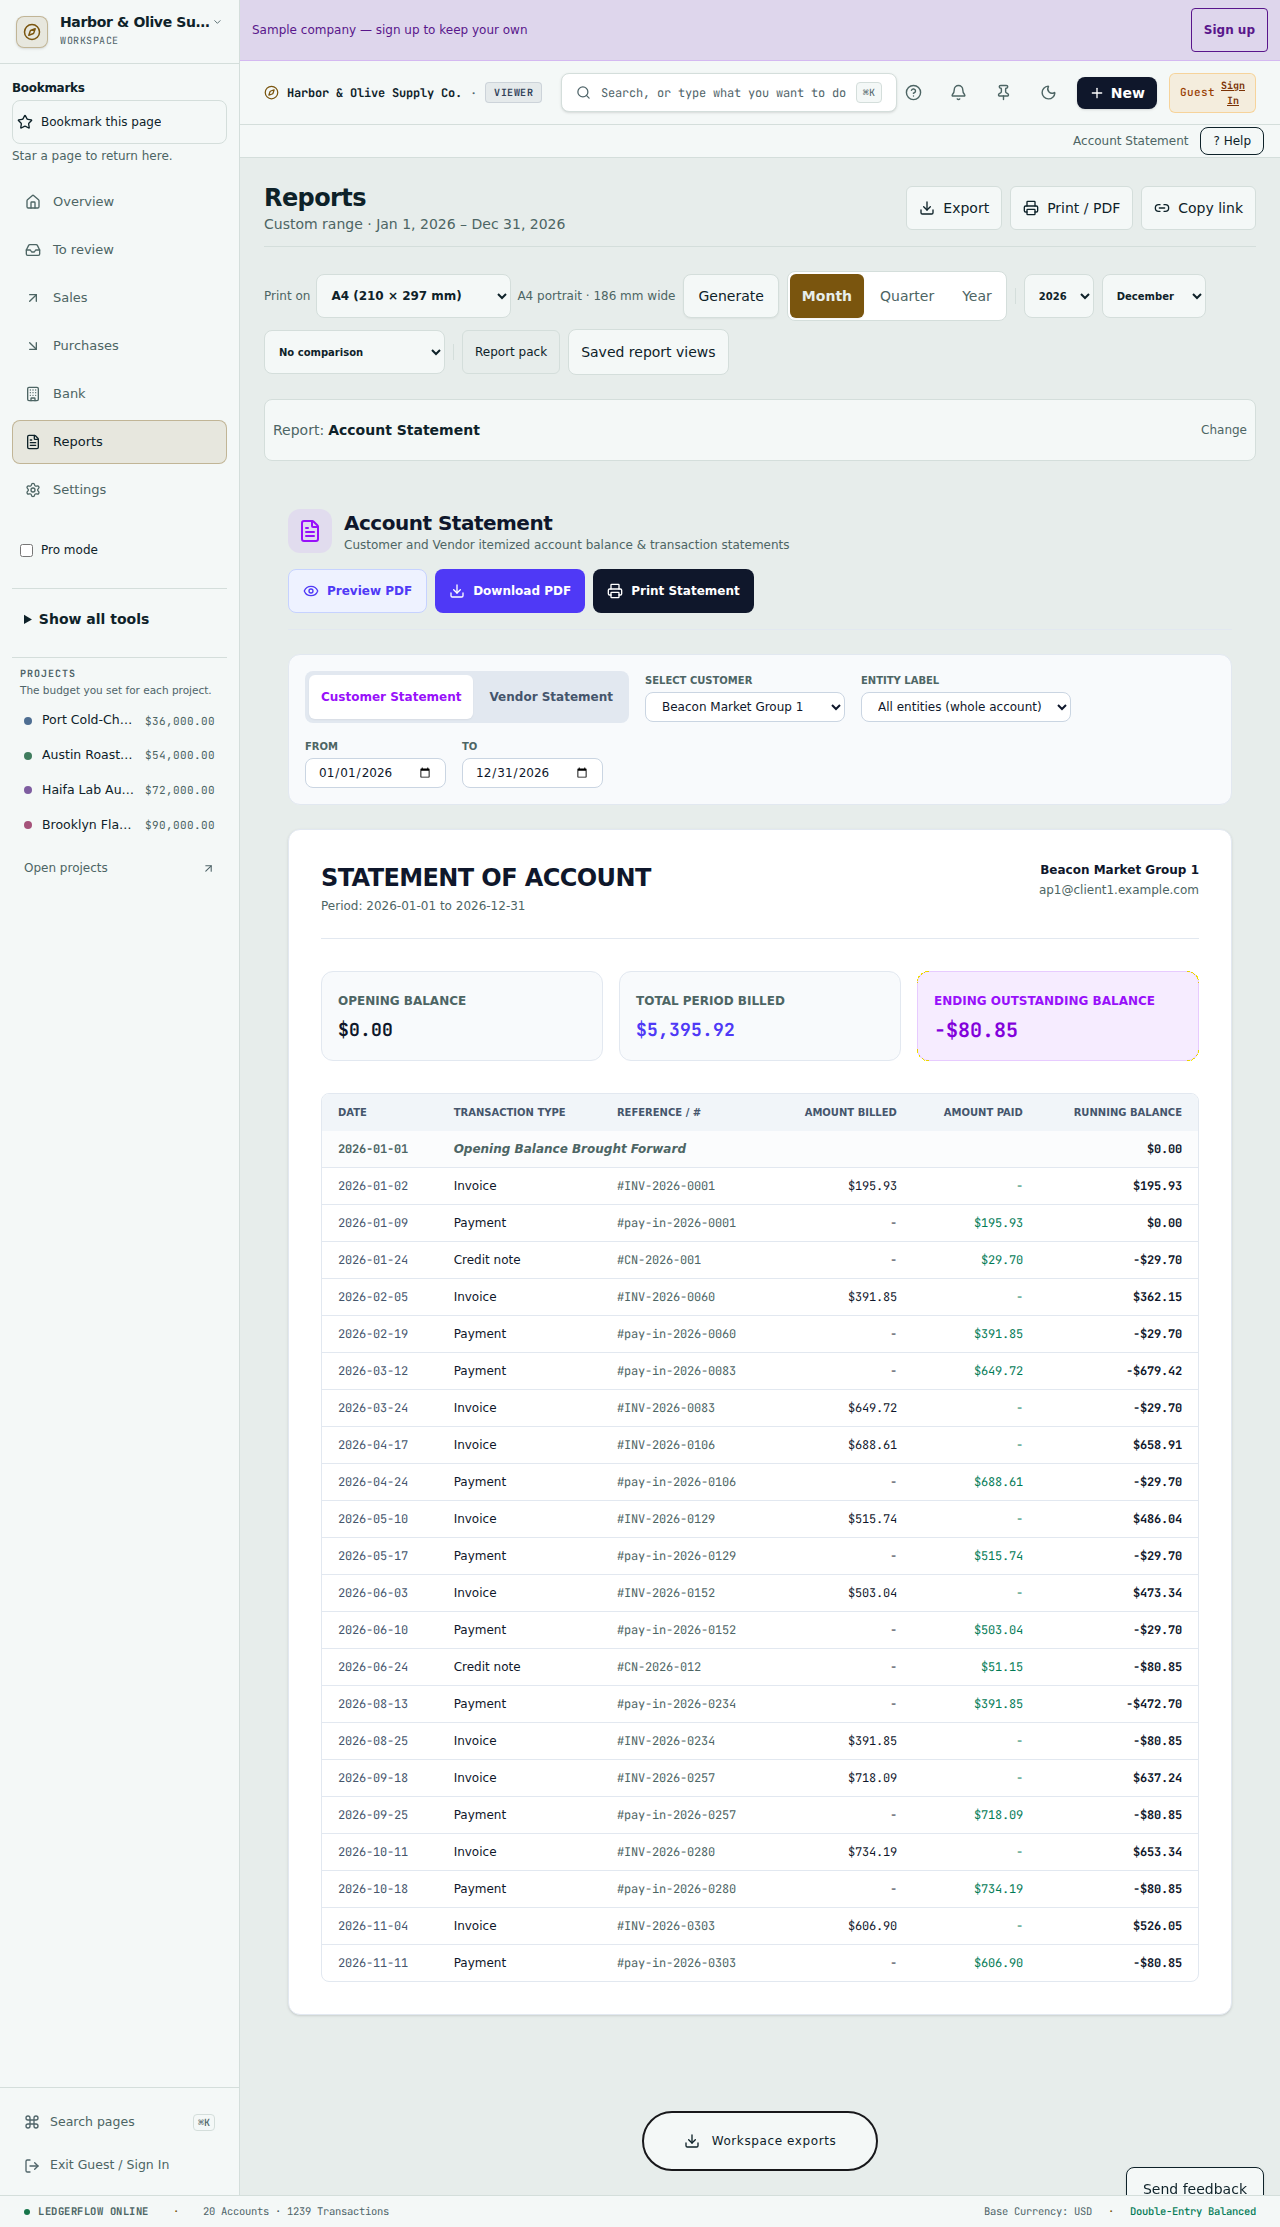 Harbor & Olive Su...
WORKSPACE
Bookmarks
Bookmark this page
Star a page to return here.
Overview
To review
Sales
Purchases
Bank
Reports
Settings
Pro mode
Show all tools
PROJECTS
The budget you set for each project.
Port Cold-Ch... $36,000.00
Austin Roast... $54,000.00
Haifa Lab Au... $72,000.00
Brooklyn Fla... $90,000.00
Open projects
Search pages ⌘K
Exit Guest / Sign In
Sample company — sign up to keep your own
Sign up
Harbor & Olive Supply Co. · VIEWER
Search, or type what you want to do ⌘K
New
Guest Sign In
Account Statement ? Help
Reports
Custom range · Jan 1, 2026 – Dec 31, 2026
Export Print / PDF Copy link
Print on A4 (210 × 297 mm) A4 portrait · 186 mm wide Generate Month Quarter Year 2026 December
No comparison Report pack Saved report views
Report: Account Statement Change
Account Statement
Customer and Vendor itemized account balance & transaction statements
Preview PDF Download PDF Print Statement
Customer Statement Vendor Statement
SELECT CUSTOMER
Beacon Market Group 1
ENTITY LABEL
All entities (whole account)
FROM
01/01/2026
TO
12/31/2026
STATEMENT OF ACCOUNT
Period: 2026-01-01 to 2026-12-31
Beacon Market Group 1
ap1@client1.example.com
OPENING BALANCE
$0.00
TOTAL PERIOD BILLED
$5,395.92
ENDING OUTSTANDING BALANCE
-$80.85
DATE TRANSACTION TYPE REFERENCE / # AMOUNT BILLED AMOUNT PAID RUNNING BALANCE
2026-01-01 Opening Balance Brought Forward $0.00
2026-01-02 Invoice #INV-2026-0001 $195.93 - $195.93
2026-01-09 Payment #pay-in-2026-0001 - $195.93 $0.00
2026-01-24 Credit note #CN-2026-001 - $29.70 -$29.70
2026-02-05 Invoice #INV-2026-0060 $391.85 - $362.15
2026-02-19 Payment #pay-in-2026-0060 - $391.85 -$29.70
2026-03-12 Payment #pay-in-2026-0083 - $649.72 -$679.42
2026-03-24 Invoice #INV-2026-0083 $649.72 - -$29.70
2026-04-17 Invoice #INV-2026-0106 $688.61 - $658.91
2026-04-24 Payment #pay-in-2026-0106 - $688.61 -$29.70
2026-05-10 Invoice #INV-2026-0129 $515.74 - $486.04
2026-05-17 Payment #pay-in-2026-0129 - $515.74 -$29.70
2026-06-03 Invoice #INV-2026-0152 $503.04 - $473.34
2026-06-10 Payment #pay-in-2026-0152 - $503.04 -$29.70
2026-06-24 Credit note #CN-2026-012 - $51.15 -$80.85
2026-08-13 Payment #pay-in-2026-0234 - $391.85 -$472.70
2026-08-25 Invoice #INV-2026-0234 $391.85 - -$80.85
2026-09-18 Invoice #INV-2026-0257 $718.09 - $637.24
2026-09-25 Payment #pay-in-2026-0257 - $718.09 -$80.85
2026-10-11 Invoice #INV-2026-0280 $734.19 - $653.34
2026-10-18 Payment #pay-in-2026-0280 - $734.19 -$80.85
2026-11-04 Invoice #INV-2026-0303 $606.90 - $526.05
2026-11-11 Payment #pay-in-2026-0303 - $606.90 -$80.85
Workspace exports
Send feedback
LEDGERFLOW ONLINE · 20 Accounts · 1239 Transactions
Base Currency: USD · Double-Entry Balanced